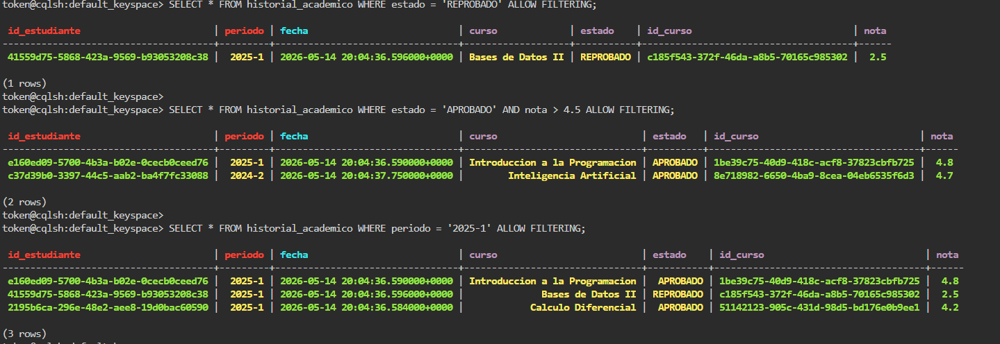 token@cqlsh:default_keyspace> SELECT * FROM historial_academico WHERE estado = 'REPROBADO' ALLOW FILTERING;
id_estudiante | periodo | fecha | curso | estado | id_curso | nota
--------------------------------------+---------+---------------------------------+-------------------+-----------+--------------------------------------+------
41559d75-5868-423a-9569-b93053208c38 | 2025-1 | 2026-05-14 20:04:36.596000+0000 | Bases de Datos II | REPROBADO | c185f543-372f-46da-a8b5-70165c985302 | 2.5
(1 rows)
token@cqlsh:default_keyspace>
token@cqlsh:default_keyspace> SELECT * FROM historial_academico WHERE estado = 'APROBADO' AND nota > 4.5 ALLOW FILTERING;
id_estudiante | periodo | fecha | curso | estado | id_curso | nota
--------------------------------------+---------+---------------------------------+--------------------------------+----------+--------------------------------------+------
e160ed09-5700-4b3a-b02e-0cecb0ceed76 | 2025-1 | 2026-05-14 20:04:36.590000+0000 | Introduccion a la Programacion | APROBADO | 1be39c75-40d9-418c-acf8-37823cbfb725 | 4.8
c37d39b0-3397-44c5-aab2-ba4f7fc33088 | 2024-2 | 2026-05-14 20:04:37.750000+0000 | Inteligencia Artificial | APROBADO | 8e718982-6650-4ba9-8cea-04eb6535f6d3 | 4.7
(2 rows)
token@cqlsh:default_keyspace>
token@cqlsh:default_keyspace> SELECT * FROM historial_academico WHERE periodo = '2025-1' ALLOW FILTERING;
id_estudiante | periodo | fecha | curso | estado | id_curso | nota
--------------------------------------+---------+---------------------------------+--------------------------------+-----------+--------------------------------------+------
e160ed09-5700-4b3a-b02e-0cecb0ceed76 | 2025-1 | 2026-05-14 20:04:36.590000+0000 | Introduccion a la Programacion | APROBADO | 1be39c75-40d9-418c-acf8-37823cbfb725 | 4.8
41559d75-5868-423a-9569-b93053208c38 | 2025-1 | 2026-05-14 20:04:36.596000+0000 | Bases de Datos II | REPROBADO | c185f543-372f-46da-a8b5-70165c985302 | 2.5
2195b6ca-296e-48e2-aee8-19d0bac60590 | 2025-1 | 2026-05-14 20:04:36.584000+0000 | Calculo Diferencial | APROBADO | 51142123-905c-431d-98d5-bd176e0b9ee1 | 4.2
(3 rows)